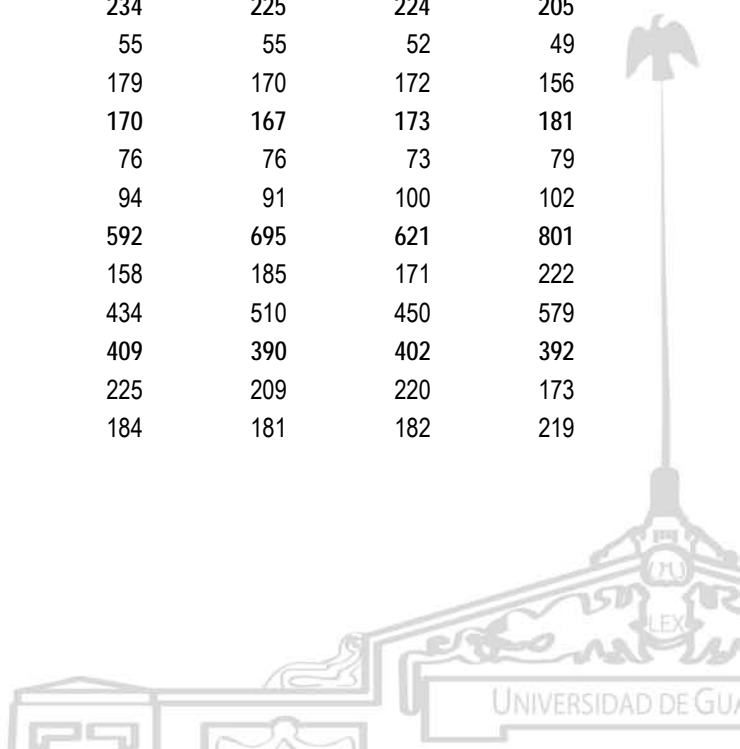 234 225 224 205
55 55 52 49
179 170 172 156
170 167 173 181
76 76 73 79
94 91 100 102
592 695 621 801
158 185 171 222
434 510 450 579
409 390 402 392
225 209 220 173
184 181 182 219
LEX
UNIVERSIDAD DE GUA